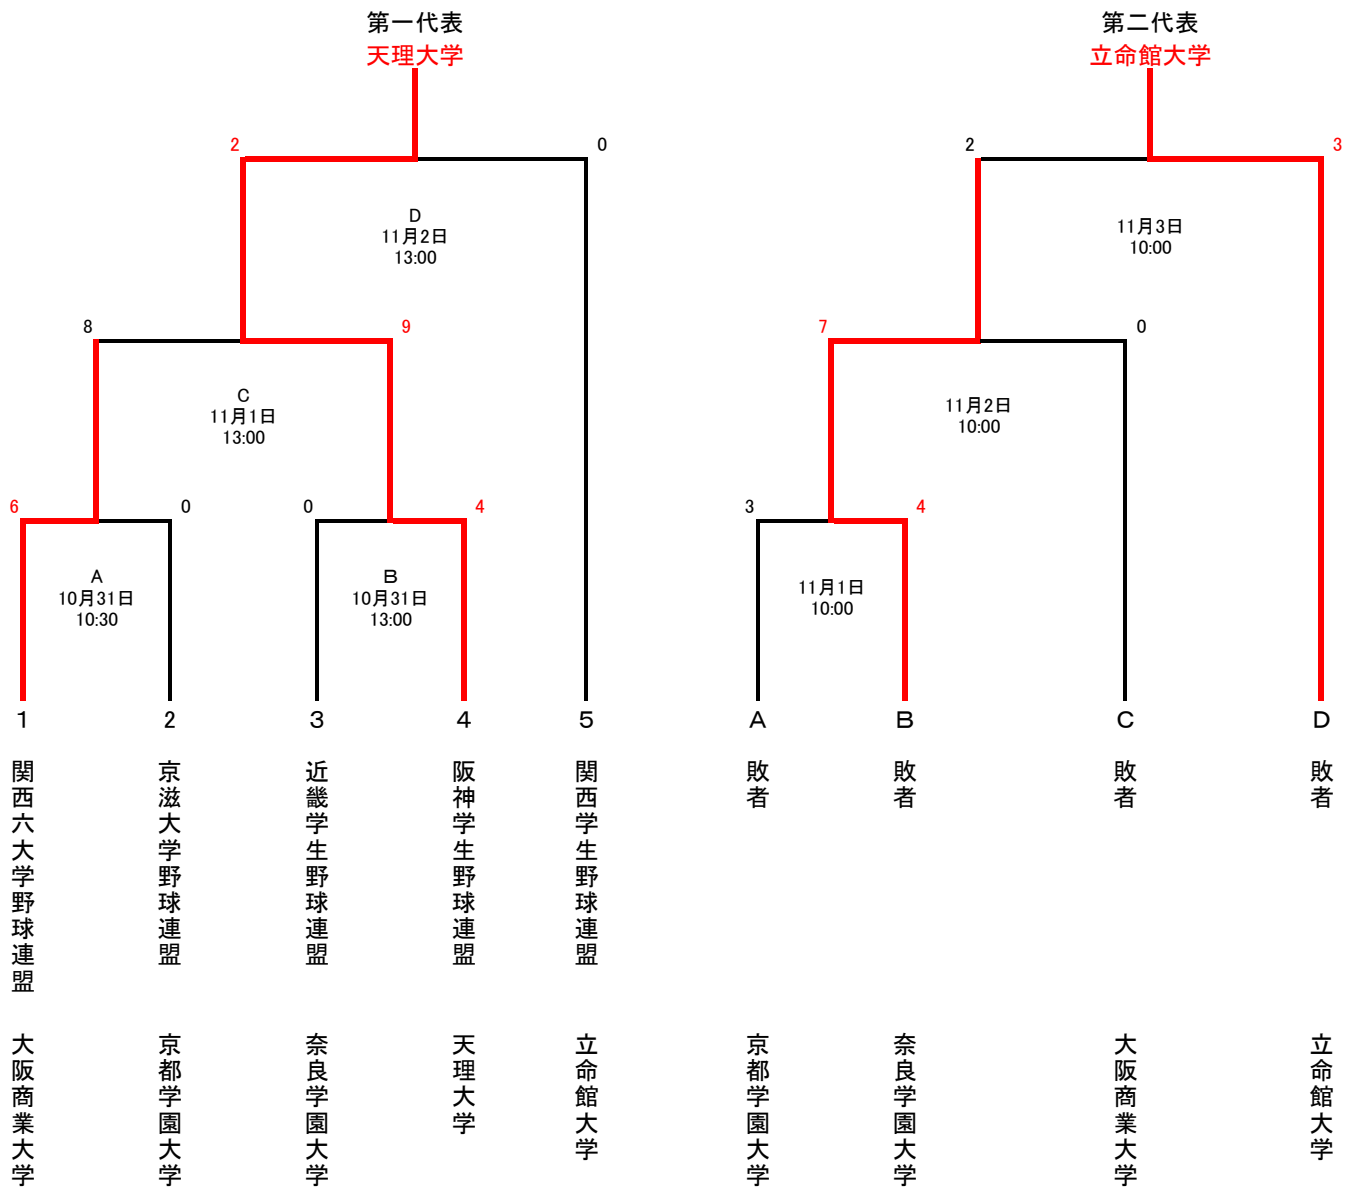 第一代表
天理大学
2
0
D
11月2日
13:00
8
9
C
11月1日
13:00
6
0
0
4
A
10月31日
10:30
B
10月31日
13:00
1
2
3
4
5
関西六大学野球連盟
京滋大学野球連盟
近畿学生野球連盟
阪神学生野球連盟
関西学生野球連盟
大阪商業大学
京都学園大学
奈良学園大学
天理大学
立命館大学
第二代表
立命館大学
2
3
11月3日
10:00
7
0
11月2日
10:00
3
4
11月1日
10:00
A
B
C
D
敗者
敗者
敗者
敗者
京都学園大学
奈良学園大学
大阪商業大学
立命館大学